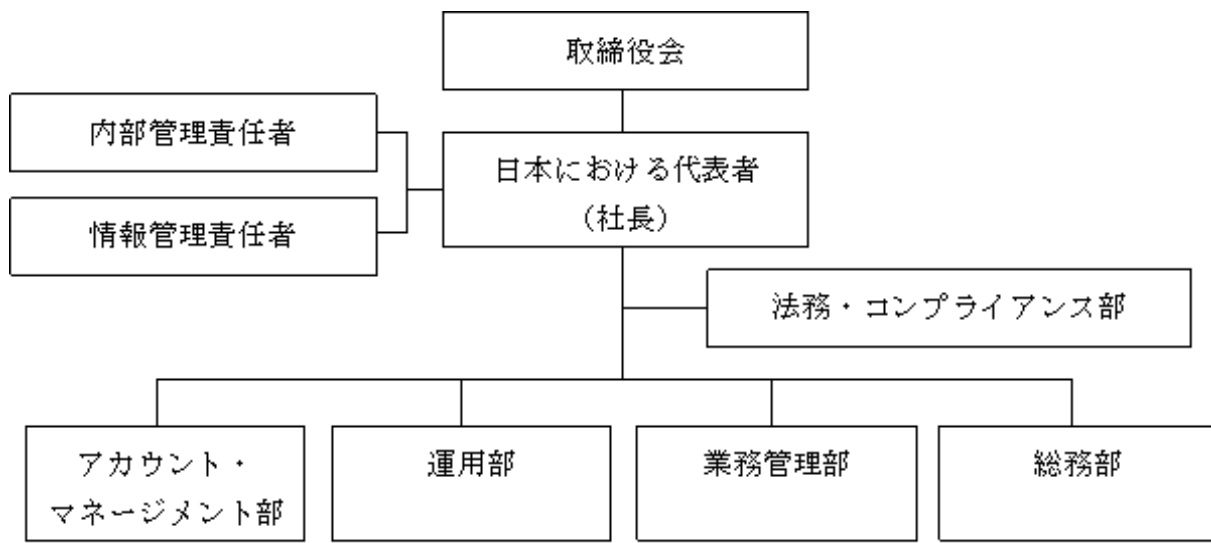 取締役会
内部管理責任者
日本における代表者
（社長）
情報管理責任者
法務・コンプライアンス部
アカウント・
マネージメント部
運用部
業務管理部
総務部